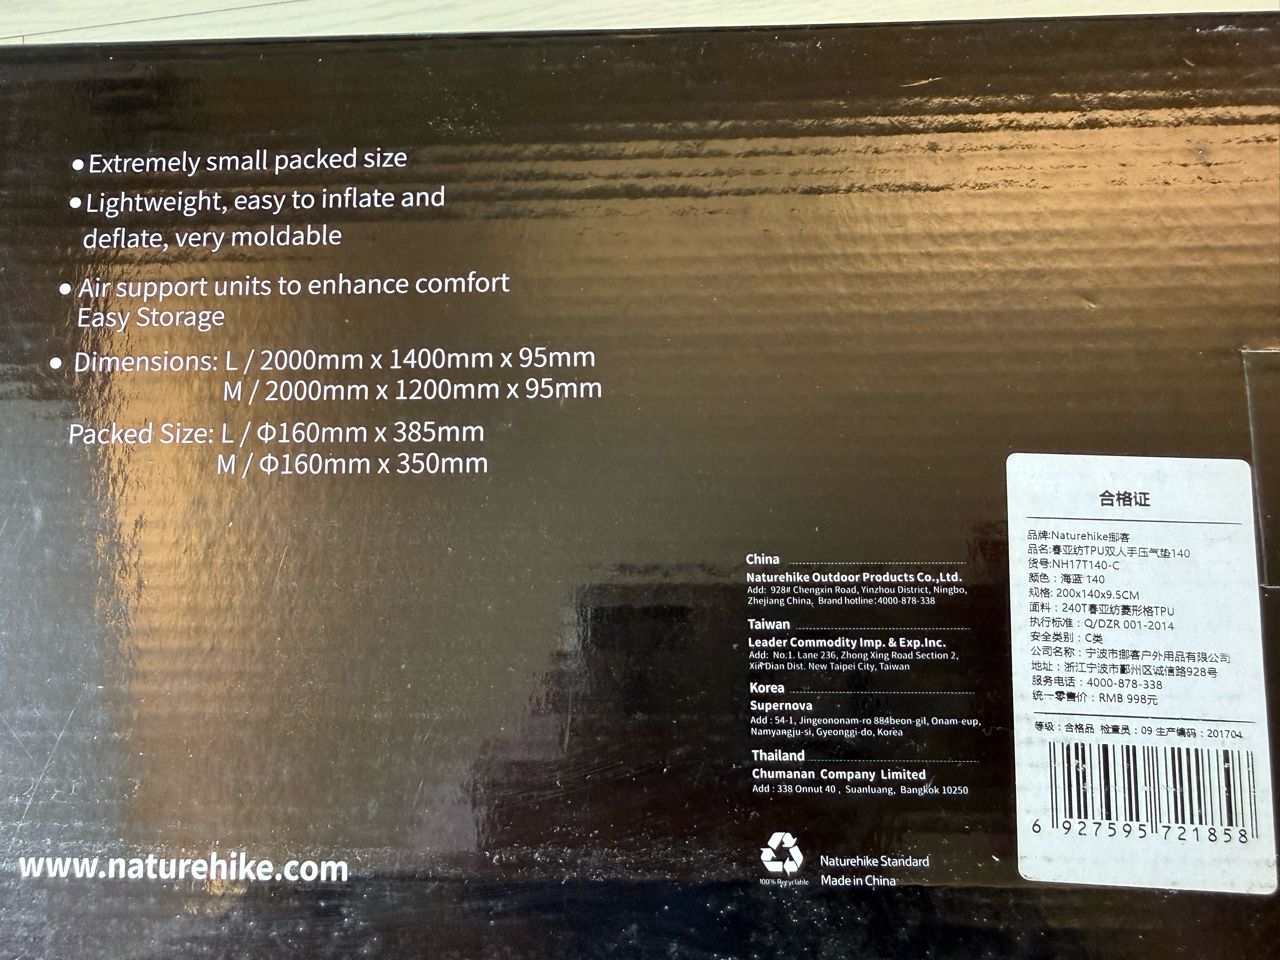 •Extremely small packed size
•Lightweight, easy to inflate and
deflate, very moldable
•Air support units to enhance comfort
Easy Storage
• Dimensions: L / 2000mm x 1400mm x 95mm
M / 2000mm x 1200mm x 95mm
Packed Size: L / Φ160mm x 385mm
M / Φ160mm x 350mm
www.naturehike.com
China
Naturehike Outdoor Products Co.,Ltd.
Add: 928# Chengxin Road, Yinzhou District, Ningbo,
Zhejiang China, Brand hotline:4000-878-338
Taiwan
Leader Commodity Imp. & Exp.Inc.
Add: No.1. Lane 236, Zhong Xing Road Section 2,
Xin Dian Dist. New Taipei City, Taiwan
Korea
Supernova
Add : 54-1, Jingeononam-ro 884beon-gil, Onam-eup,
Namyangju-si, Gyeonggi-do, Korea
Thailand
Chumanan Company Limited
Add : 338 Onnut 40 , Suanluang, Bangkok 10250
100% Recyclable
Naturehike Standard
Made in China
合格证
品牌:Naturehike挪客
品名:春亚纺TPU双人手压气垫140
货号:NH17T140-C
颜色：海蓝 140
规格: 200x140x9.5CM
面料：240T春亚纺菱形格TPU
执行标准：Q/DZR 001-2014
安全类别：C类
公司名称：宁波市挪客户外用品有限公司
地址：浙江宁波市鄞州区诚信路928号
服务电话：4000-878-338
统一零售价：RMB 998元
等级：合格品 检查员：09 生产编码：201704
6 927595 721858